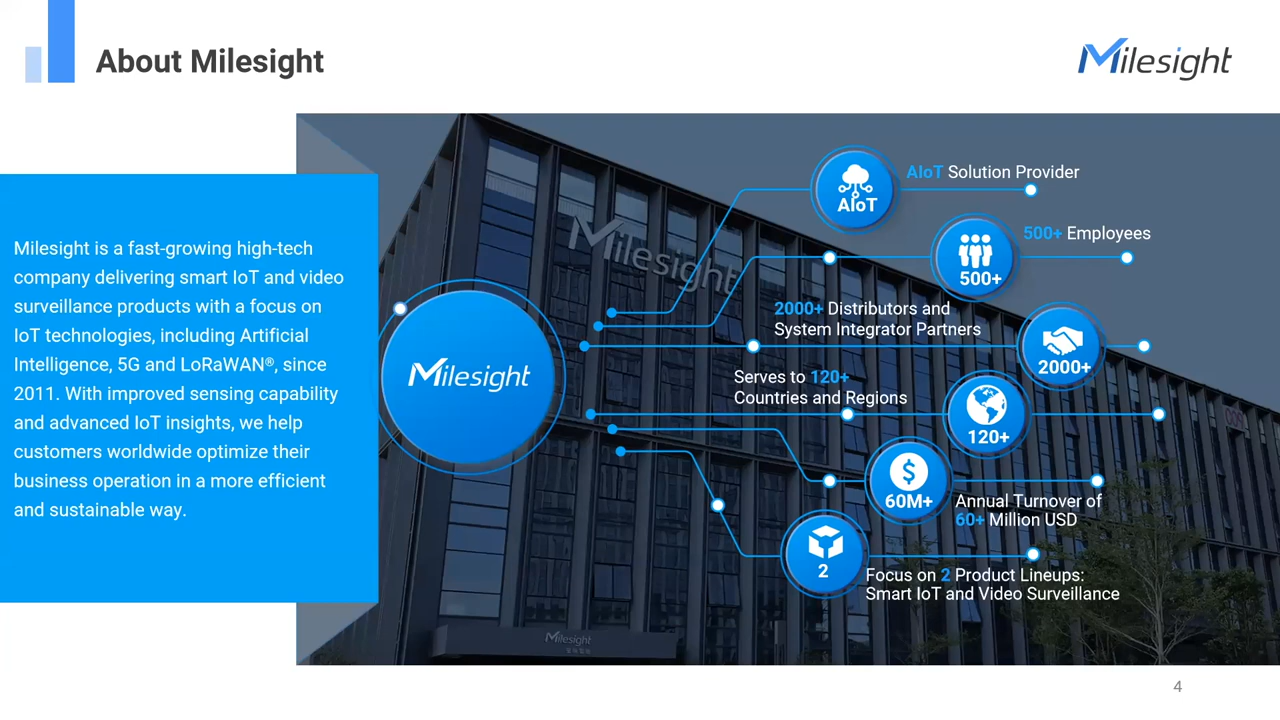 About Milesight
Milesight
Milesight is a fast-growing high-tech
company delivering smart IoT and video
surveillance products with a focus on
IoT technologies, including Artificial
Intelligence, 5G and LoRaWAN®, since
2011. With improved sensing capability
and advanced IoT insights, we help
customers worldwide optimize their
business operation in a more efficient
and sustainable way.
Milesight
Milesight
AIoT
AIoT Solution Provider
500+ Employees
500+
2000+ Distributors and
System Integrator Partners
2000+
Serves to 120+
Countries and Regions
120+
60M+
Annual Turnover of
60+ Million USD
2
Focus on 2 Product Lineups:
Smart IoT and Video Surveillance
Milesight
4